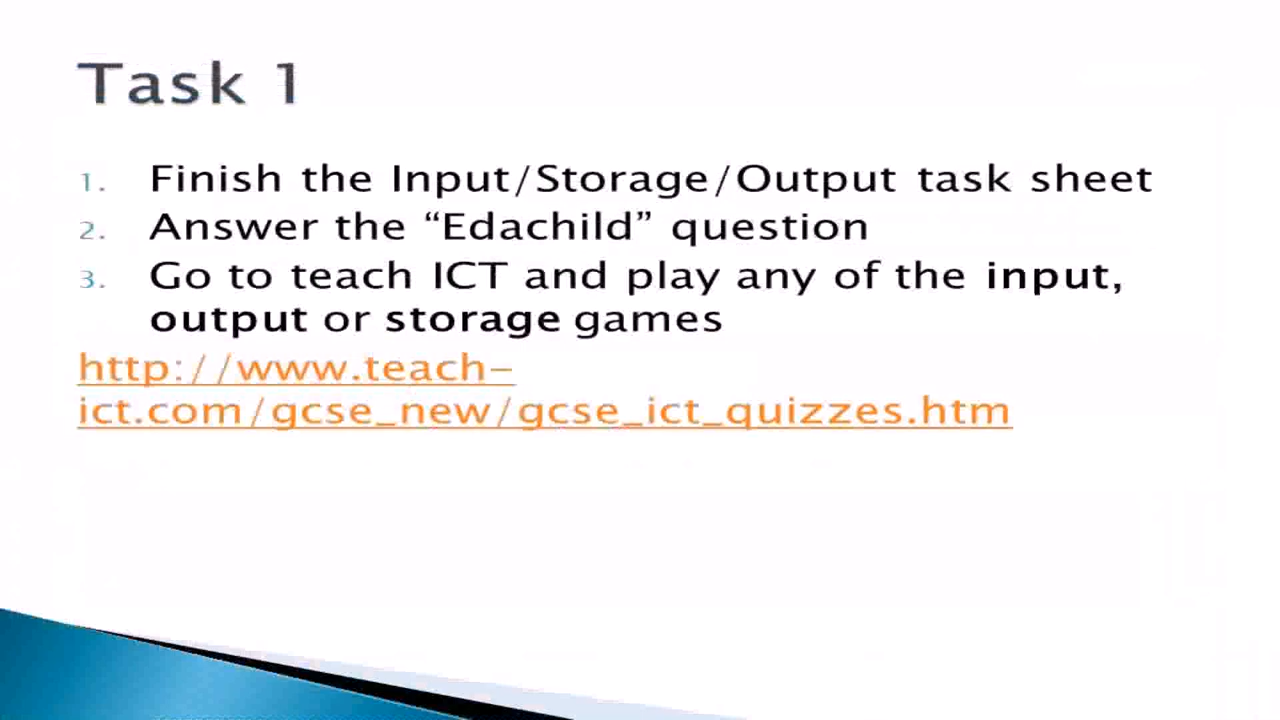 Task 1
1. Finish the Input/Storage/Output task sheet
2. Answer the “Edachild” question
3. Go to teach ICT and play any of the input,
output or storage games
http://www.teach-
ict.com/gcse_new/gcse_ict_quizzes.htm